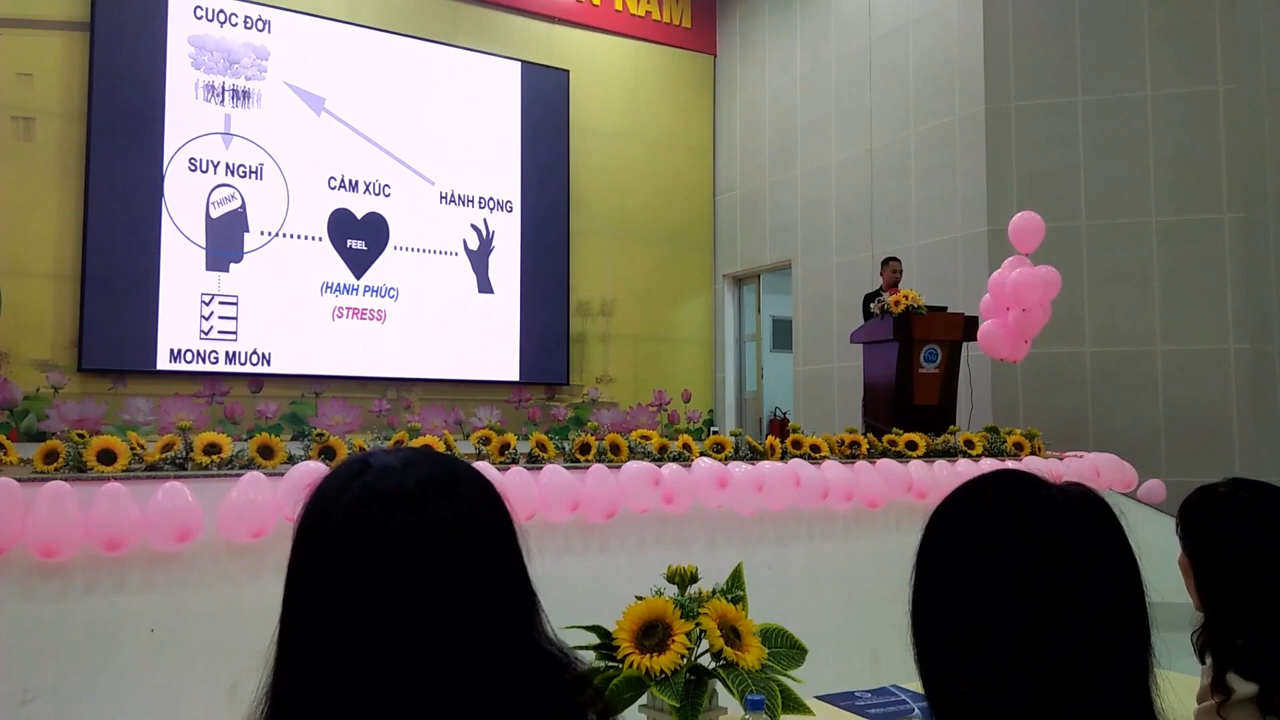 NAM
CUỘC ĐỜI
SUY NGHĨ
THINK
CẢM XÚC
HÀNH ĐỘNG
FEEL
(HẠNH PHÚC)
(STRESS)
MONG MUỐN